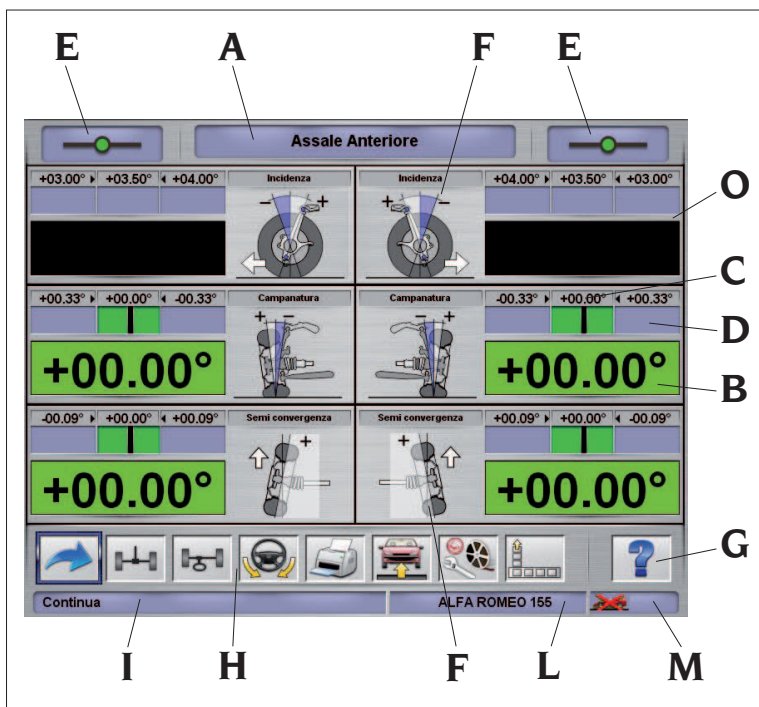 E A F E
Assale Anteriore
+03.00° +03.50° +04.00° Incidenza Incidenza +04.00° +03.50° +03.00°
- + + -
O
C
+00.33° +00.00° -00.33° Campanatura Campanatura -00.33° +00.00° +00.33°
+ - - +
D
+00.00° +00.00°
B
-00.09° +00.00° +00.09° Semi convergenza Semi convergenza +00.09° +00.00° -00.09°
+ +
+00.00° +00.00°
?
G
Continua ALFA ROMEO 155
I H F L M